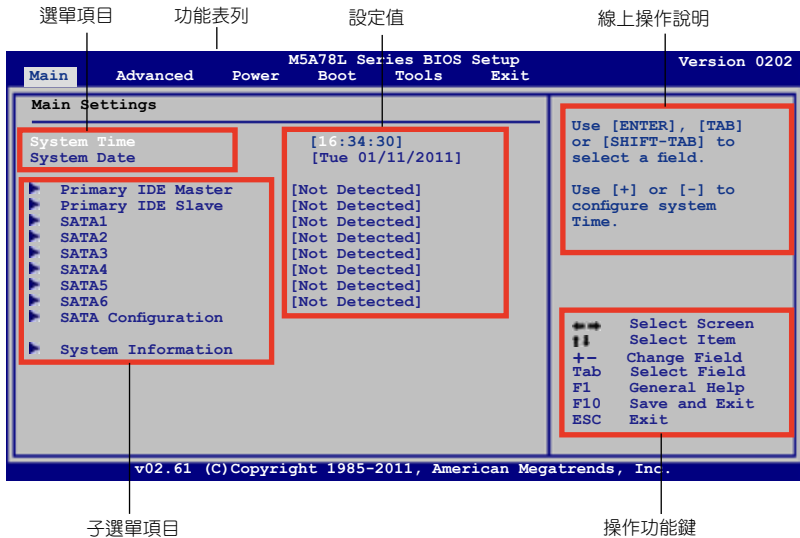 選單項目 功能表列 設定值 線上操作說明
M5A78L Series BIOS Setup Version 0202
Main Advanced Power Boot Tools Exit
Main Settings
System Time [16:34:30]
System Date [Tue 01/11/2011]
Primary IDE Master [Not Detected]
Primary IDE Slave [Not Detected]
SATA1 [Not Detected]
SATA2 [Not Detected]
SATA3 [Not Detected]
SATA4 [Not Detected]
SATA5 [Not Detected]
SATA6 [Not Detected]
SATA Configuration
System Information
Use [ENTER], [TAB]
or [SHIFT-TAB] to
select a field.
Use [+] or [-] to
configure system
Time.
←→ Select Screen
↑↓ Select Item
+- Change Field
Tab Select Field
F1 General Help
F10 Save and Exit
ESC Exit
v02.61 (C)Copyright 1985-2011, American Megatrends, Inc.
子選單項目 操作功能鍵